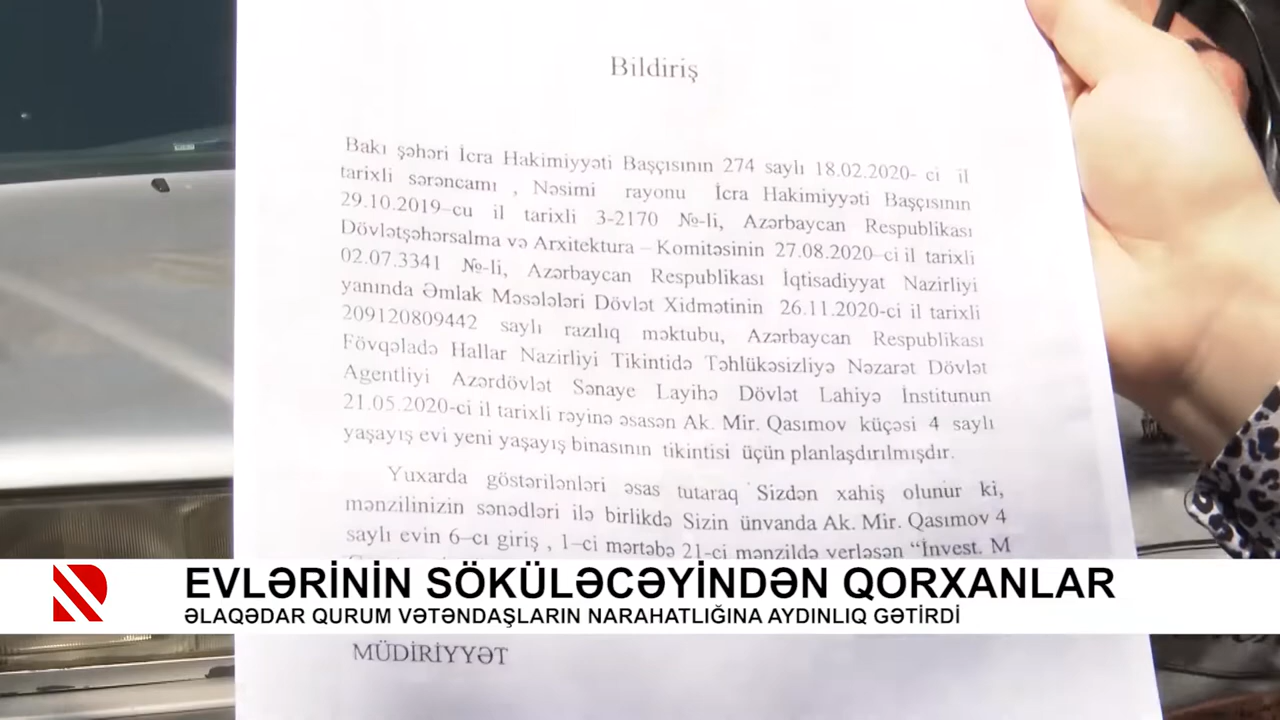 Bildiriş
Bakı şəhəri İcra Hakimiyyəti Başçısının 274 saylı 18.02.2020- ci il
tarixli sərəncamı , Nəsimi rayonu İcra Hakimiyyəti Başçısının
29.10.2019–cu il tarixli 3-2170 №-li, Azərbaycan Respublikası
Dövlətşəhərsalma və Arxitektura – Komitəsinin 27.08.2020–ci il tarixli
02.07.3341 №-li, Azərbaycan Respublikası İqtisadiyyat Nazirliyi
yanında Əmlak Məsələləri Dövlət Xidmətinin 26.11.2020-ci il tarixli
209120809442 saylı razılıq məktubu, Azərbaycan Respublikası
Fövqəladə Hallar Nazirliyi Tikintidə Təhlükəsizliyə Nəzarət Dövlət
Agentliyi Azərdövlət Sənaye Layihə Dövlət Lahiyə İnstitunun
21.05.2020-ci il tarixli rəyinə əsasən Ak. Mir. Qasımov küçəsi 4 saylı
yaşayış evi yeni yaşayış binasının tikintisi üçün planlaşdırılmışdır.
Yuxarda göstərilənləri əsas tutaraq Sizdən xahiş olunur ki,
mənzilinizin sənədləri ilə birlikdə Sizin ünvanda Ak. Mir. Qasımov 4
saylı evin 6–cı giriş , 1–ci mərtəbə 21-ci mənzildə yerləşən “İnvest. M
EVLƏRİNİN SÖKÜLƏCƏYİNDƏN QORXANLAR
ƏLAQƏDAR QURUM VƏTƏNDAŞLARIN NARAHATLIĞINA AYDINLIQ GƏTİRDİ
MÜDİRİYYƏT